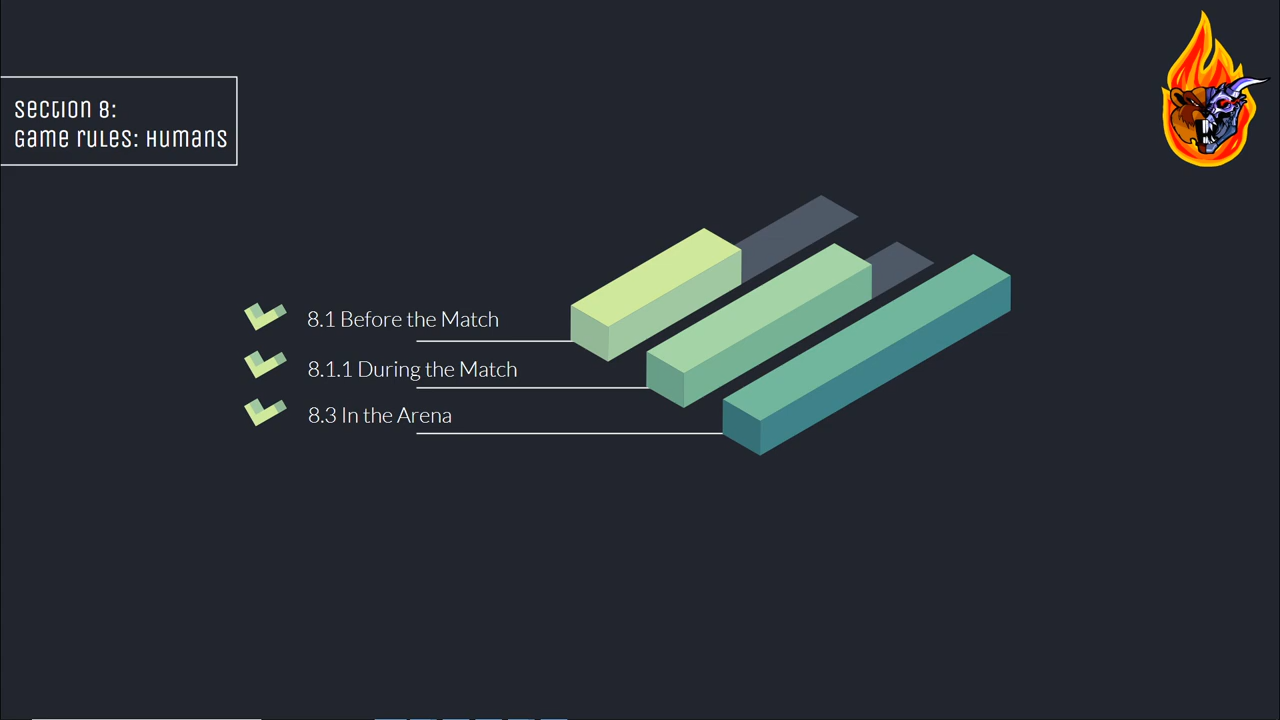 Section 8:
Game rules: Humans
8.1 Before the Match
8.1.1 During the Match
8.3 In the Arena